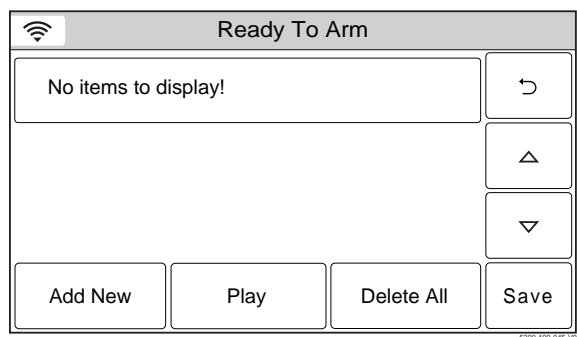 Ready To Arm
No items to display!
Add New
Play
Delete All
Save